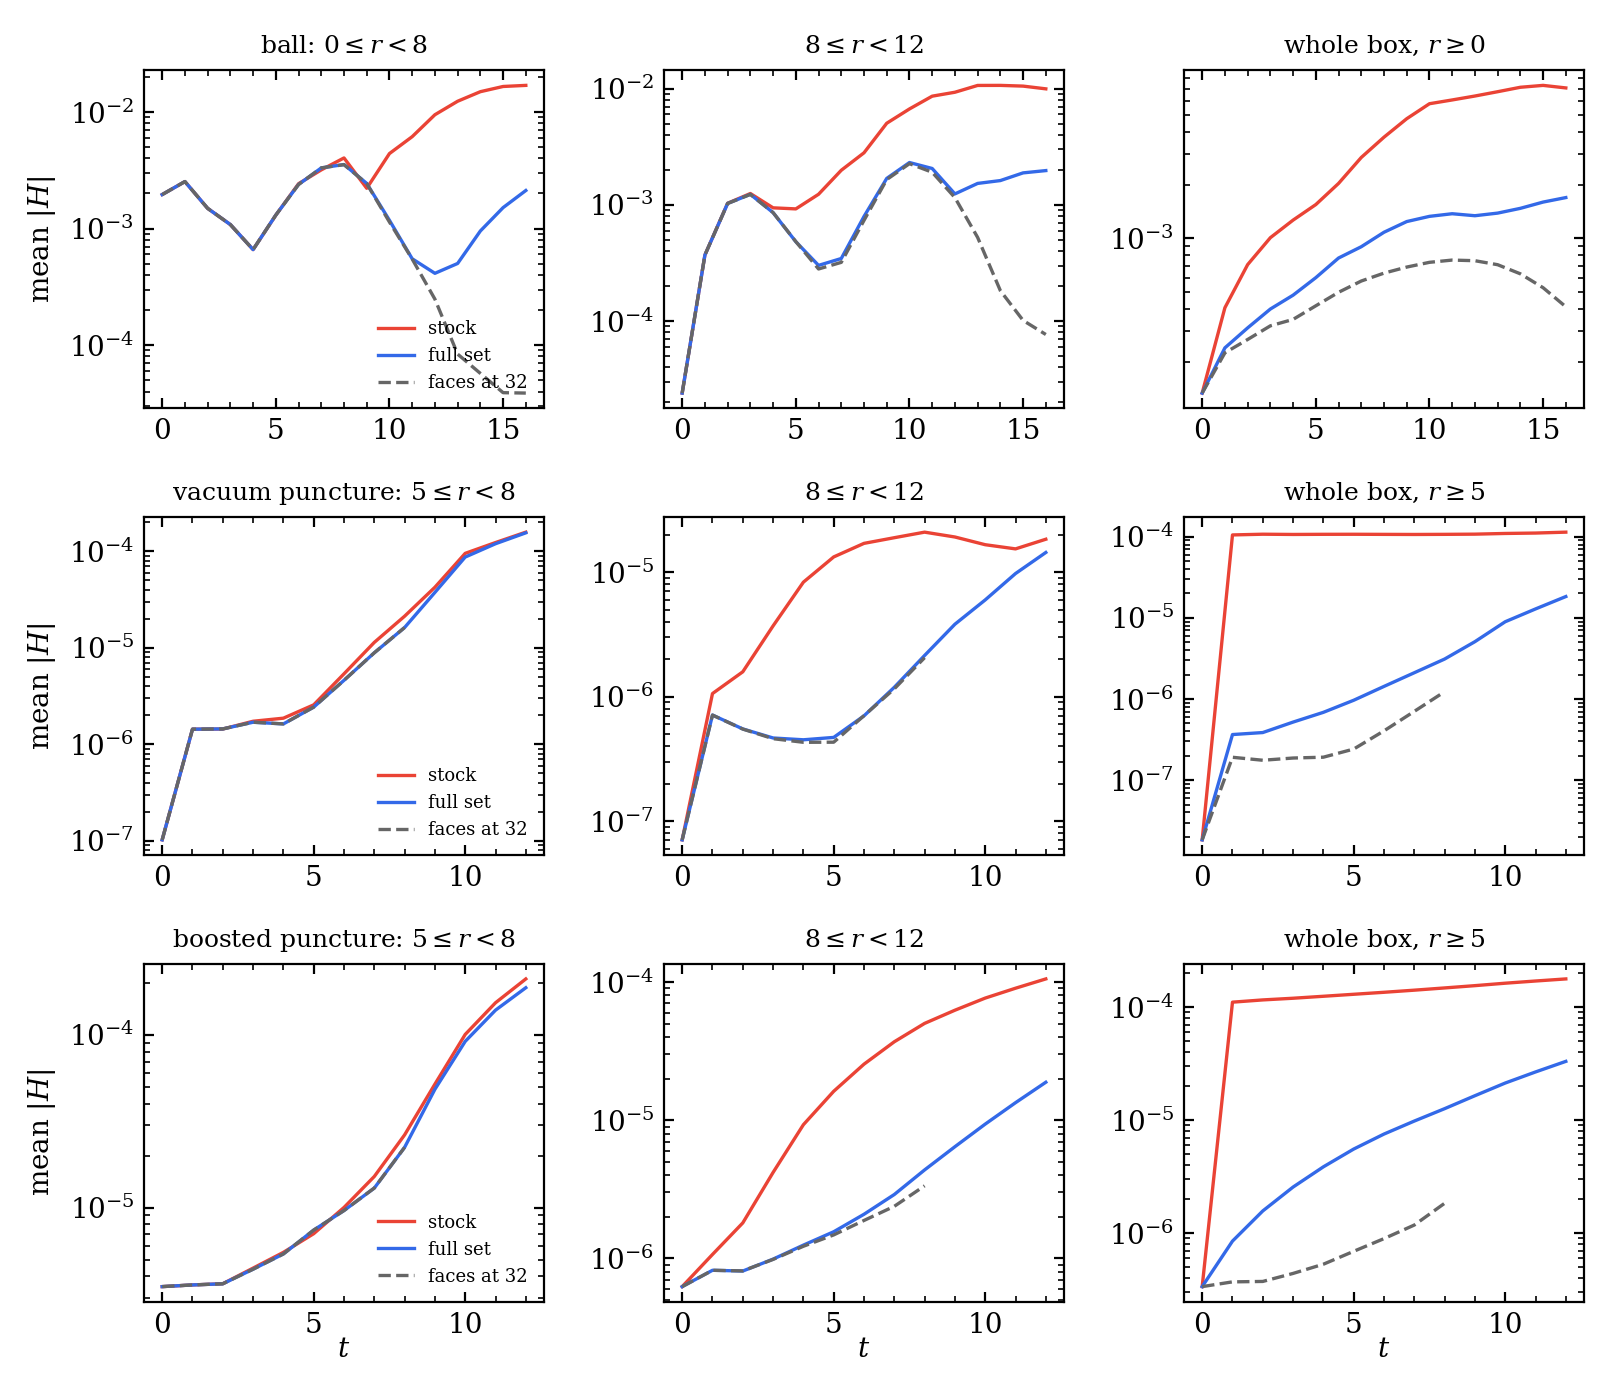 ball: 0 ≤ r < 8
8 ≤ r < 12
whole box, r ≥ 0
mean |H|
10⁻²
10⁻³
10⁻⁴
stock
full set
faces at 32
0 5 10 15
10⁻²
10⁻³
10⁻⁴
0 5 10 15
10⁻³
0 5 10 15
vacuum puncture: 5 ≤ r < 8
8 ≤ r < 12
whole box, r ≥ 5
mean |H|
10⁻⁴
10⁻⁵
10⁻⁶
10⁻⁷
stock
full set
faces at 32
0 5 10
10⁻⁵
10⁻⁶
10⁻⁷
0 5 10
10⁻⁴
10⁻⁵
10⁻⁶
10⁻⁷
0 5 10
boosted puncture: 5 ≤ r < 8
8 ≤ r < 12
whole box, r ≥ 5
mean |H|
10⁻⁴
10⁻⁵
stock
full set
faces at 32
0 5 10
t
10⁻⁴
10⁻⁵
10⁻⁶
0 5 10
t
10⁻⁴
10⁻⁵
10⁻⁶
0 5 10
t